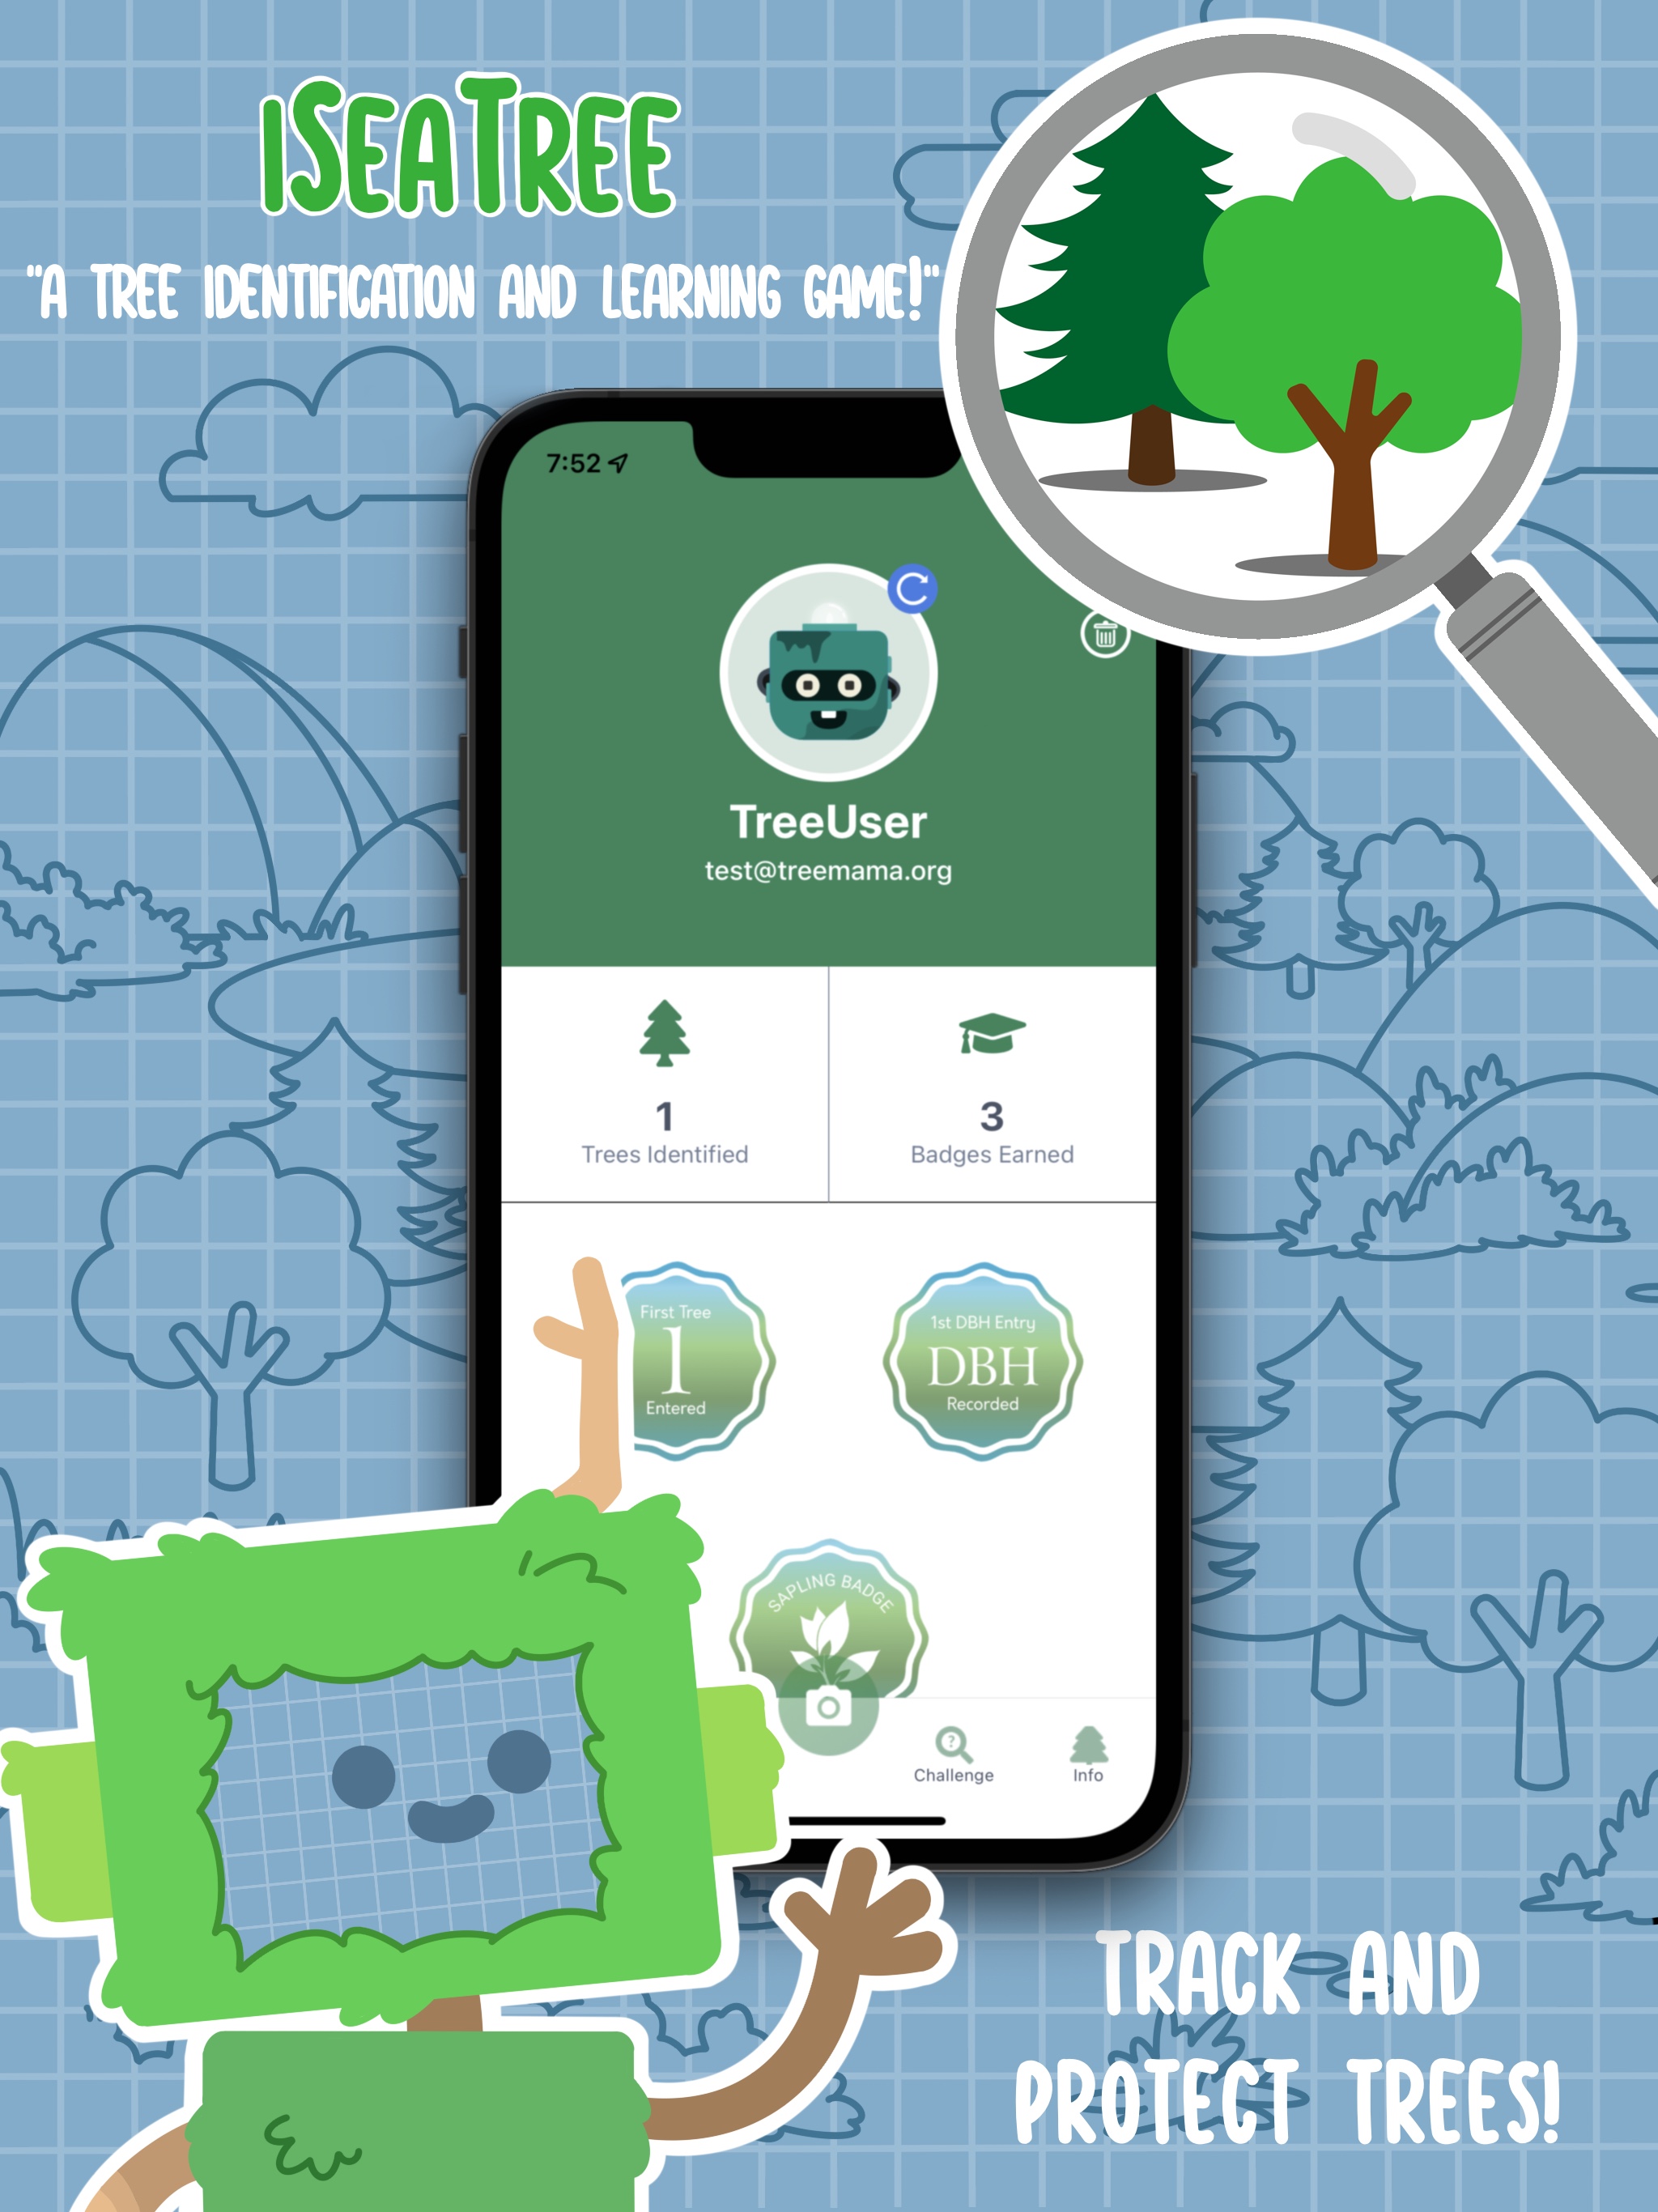 iSeaTree
"A TREE IDENTIFICATION AND LEARNING GAME!"
7:52
TreeUser
test@treemama.org
1
Trees Identified
3
Badges Earned
First Tree
1
Entered
1st DBH Entry
DBH
Recorded
SAPLING BADGE
?
Challenge
Info
TRACK AND
PROTECT TREES!